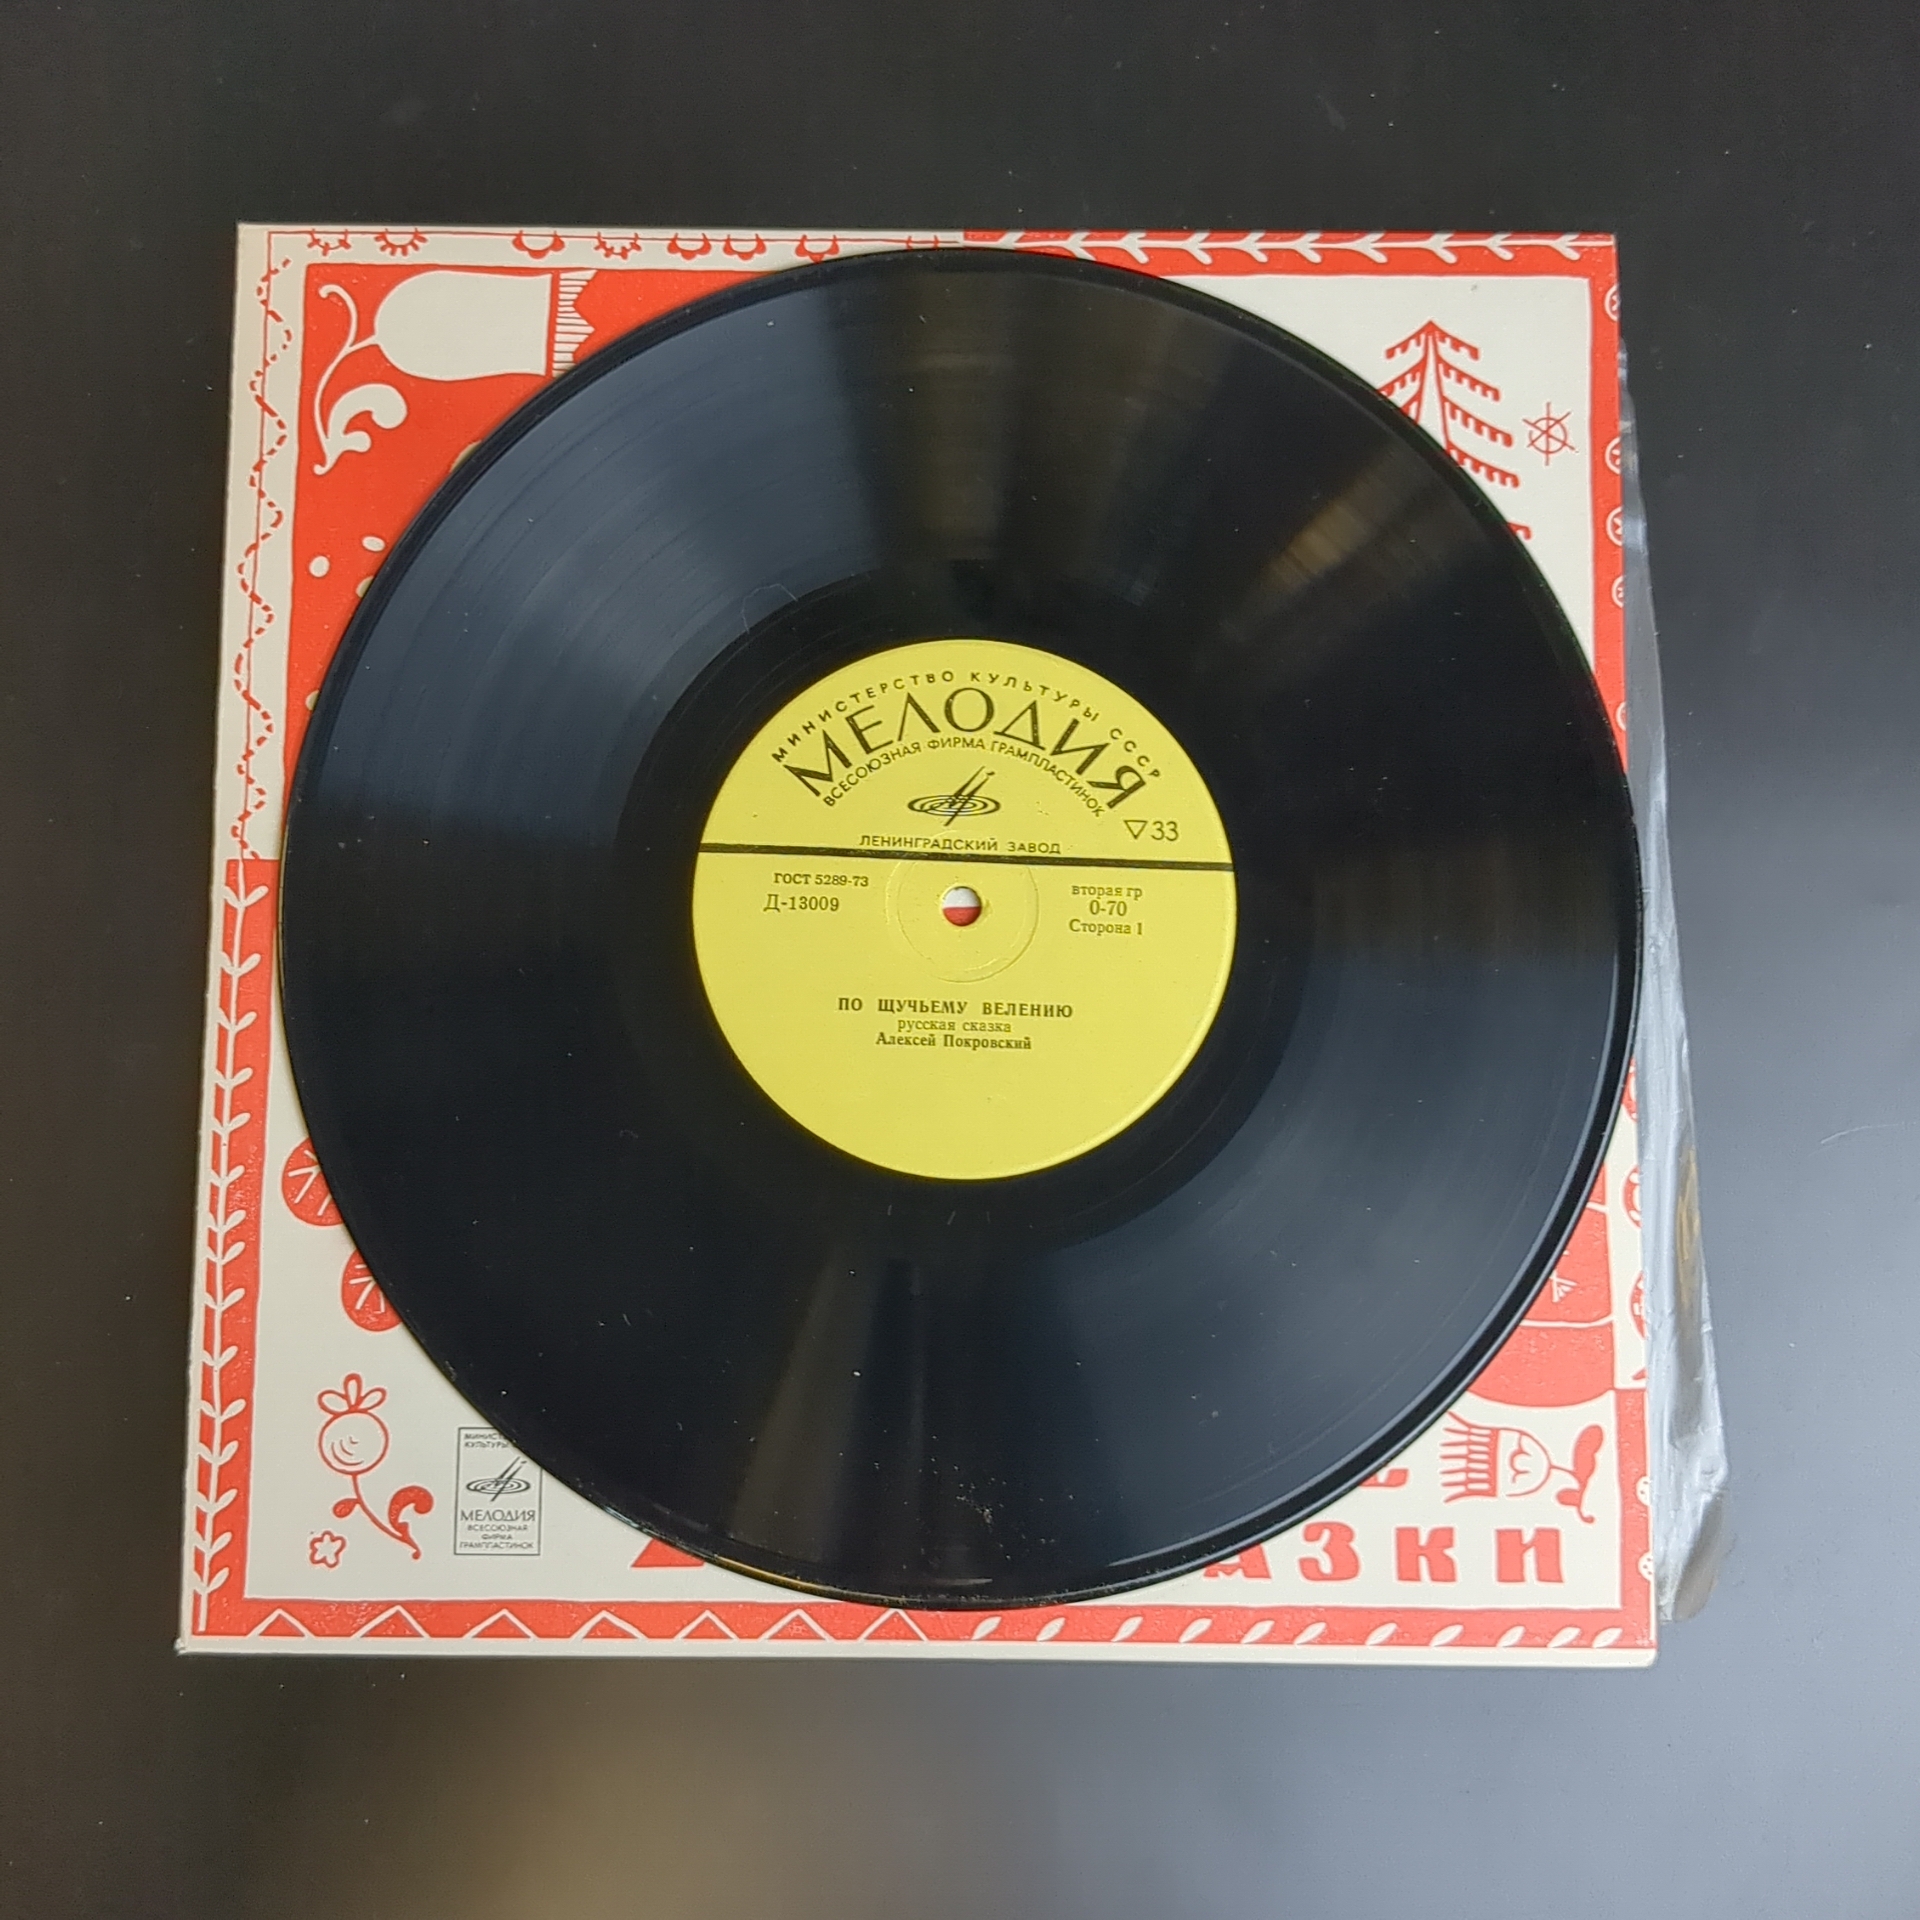 МИНИСТЕРСТВО КУЛЬТУРЫ СССР
МЕЛОДИЯ
ВСЕСОЮЗНАЯ ФИРМА ГРАМПЛАСТИНОК
▽33
ЛЕНИНГРАДСКИЙ ЗАВОД
ГОСТ 5289-73
Д-13009
вторая гр
0-70
Сторона 1
ПО ЩУЧЬЕМУ ВЕЛЕНИЮ
русская сказка
Алексей Покровский
МЕЛОДИЯ
ВСЕСОЮЗНАЯ
ФИРМА
ГРАМПЛАСТИНОК
АЗКИ